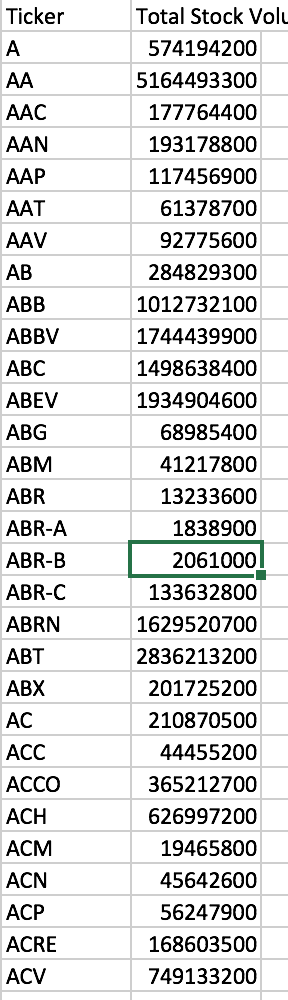 Ticker Total Stock Volu
A 574194200
AA 5164493300
AAC 177764400
AAN 193178800
AAP 117456900
AAT 61378700
AAV 92775600
AB 284829300
ABB 1012732100
ABBV 1744439900
ABC 1498638400
ABEV 1934904600
ABG 68985400
ABM 41217800
ABR 13233600
ABR-A 1838900
ABR-B 2061000
ABR-C 133632800
ABRN 1629520700
ABT 2836213200
ABX 201725200
AC 210870500
ACC 44455200
ACCO 365212700
ACH 626997200
ACM 19465800
ACN 45642600
ACP 56247900
ACRE 168603500
ACV 749133200